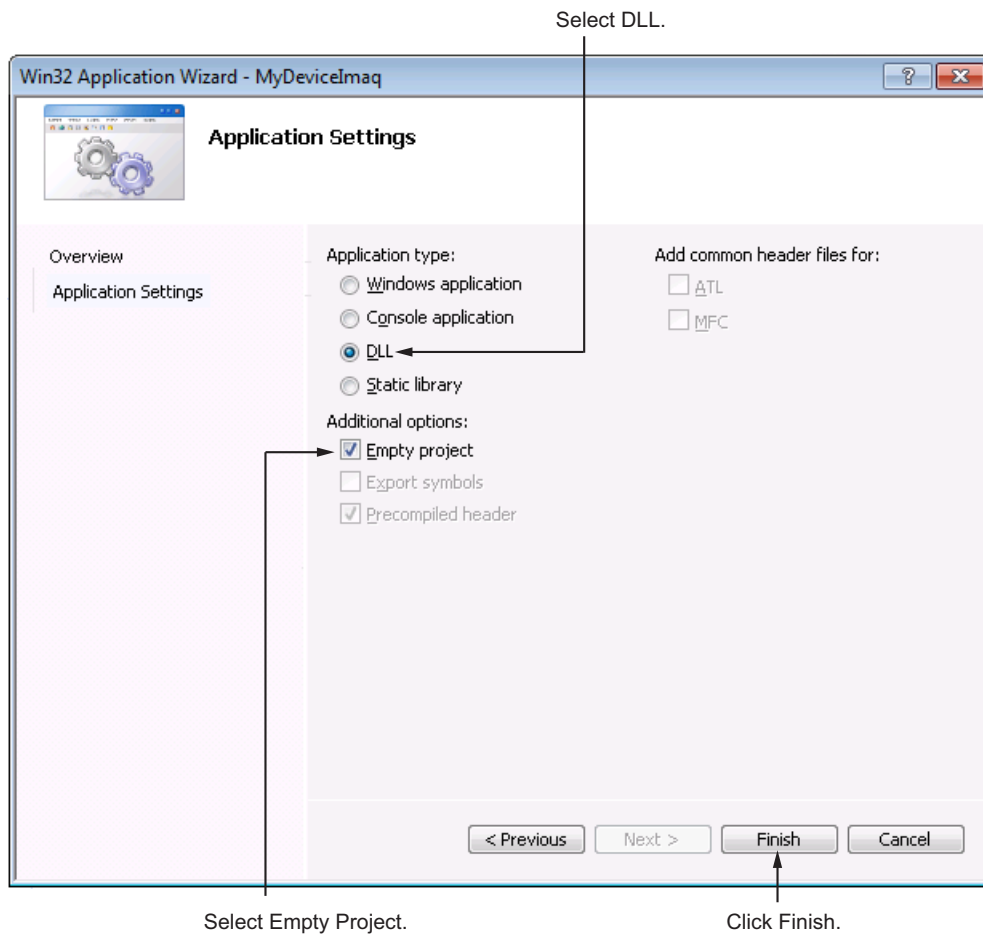 Select DLL.
Win32 Application Wizard - MyDeviceImaq
?
Application Settings
Overview
Application Settings
Application type:
Windows application
Console application
DLL
Static library
Additional options:
Empty project
Export symbols
Precompiled header
Add common header files for:
ATL
MFC
< Previous
Next >
Finish
Cancel
Select Empty Project.
Click Finish.